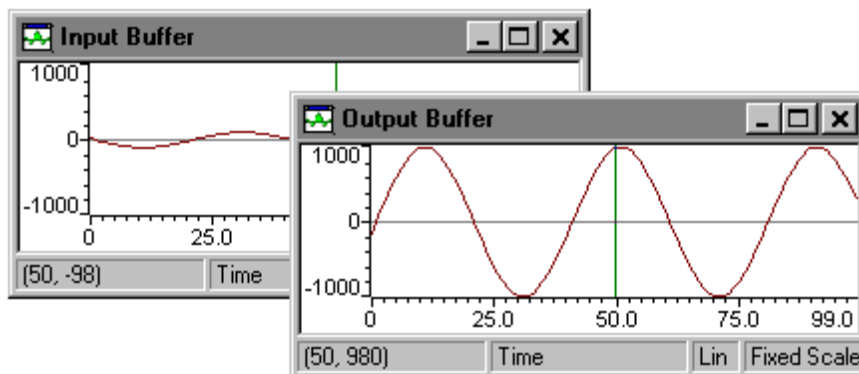 Input Buffer
1000
0
-1000
0 25.0
(50, -98) Time
Output Buffer
1000
0
-1000
0 25.0 50.0 75.0 99.0
(50, 980) Time Lin Fixed Scale